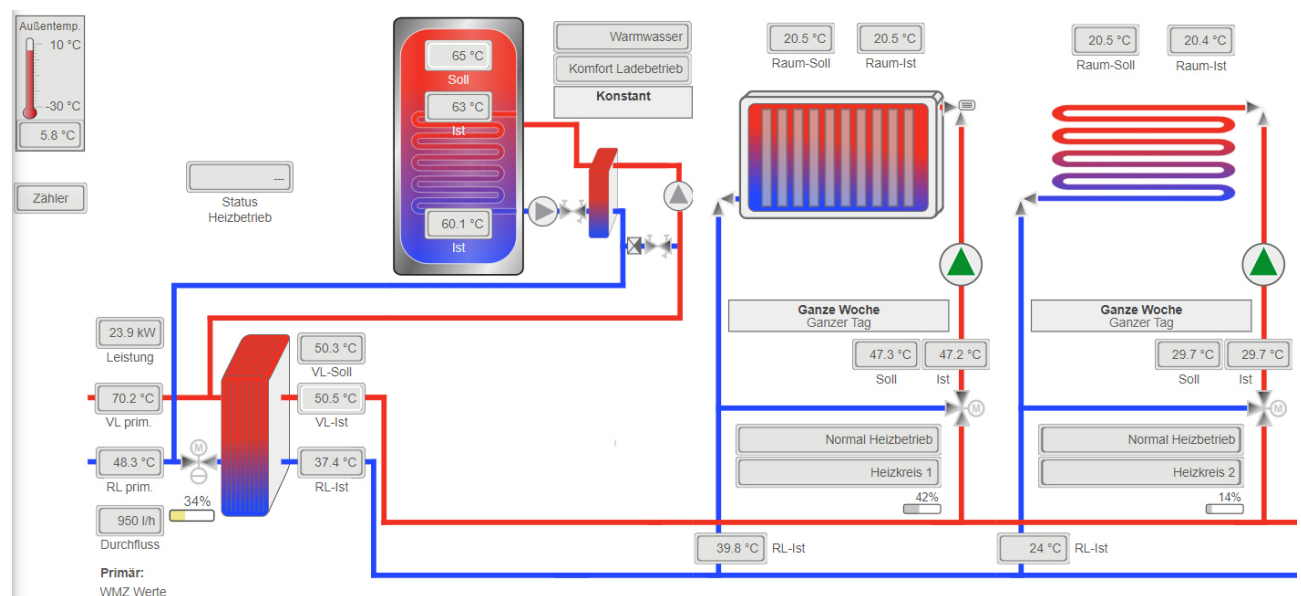 Außentemp.
10 °C
-30 °C
5.8 °C
Zähler
---
Status
Heizbetrieb
65 °C
Soll
63 °C
Ist
60.1 °C
Ist
Warmwasser
Komfort Ladebetrieb
Konstant
20.5 °C
Raum-Soll
20.5 °C
Raum-Ist
20.5 °C
Raum-Soll
20.4 °C
Raum-Ist
23.9 kW
Leistung
70.2 °C
VL prim.
48.3 °C
RL prim.
M
34%
950 l/h
Durchfluss
Primär:
WMZ Werte
50.3 °C
VL-Soll
50.5 °C
VL-Ist
37.4 °C
RL-Ist
Ganze Woche
Ganzer Tag
47.3 °C
Soll
47.2 °C
Ist
M
Normal Heizbetrieb
Heizkreis 1
42%
39.8 °C RL-Ist
Ganze Woche
Ganzer Tag
29.7 °C
Soll
29.7 °C
Ist
M
Normal Heizbetrieb
Heizkreis 2
14%
24 °C RL-Ist